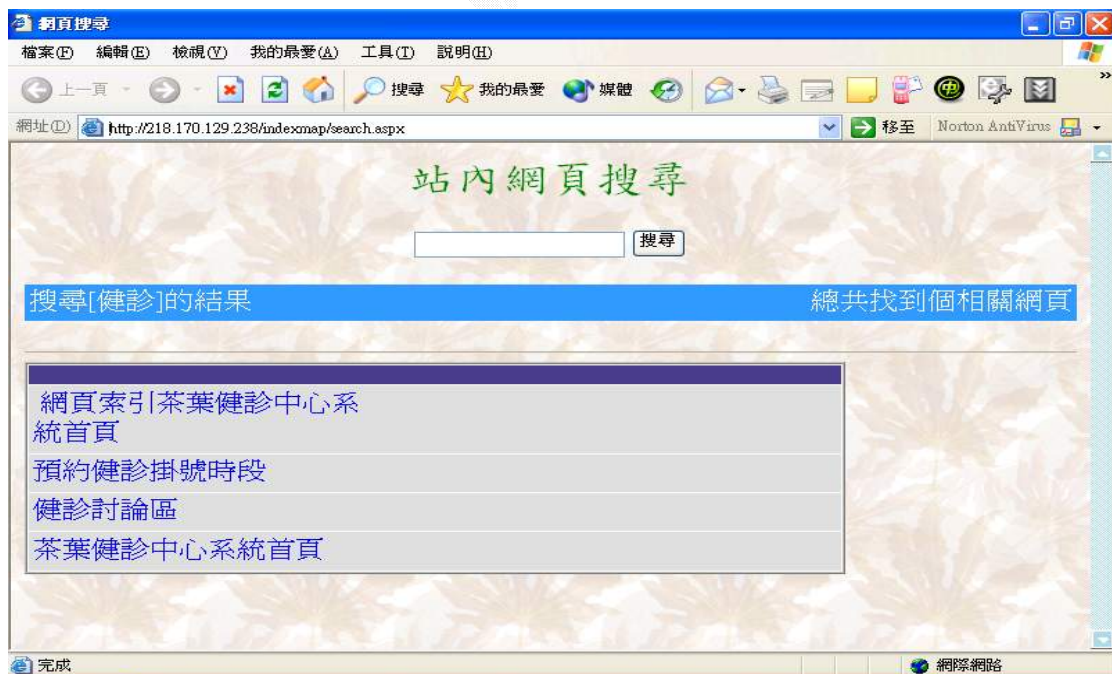 網頁搜尋
檔案(F) 編輯(E) 檢視(V) 我的最愛(A) 工具(T) 說明(H)
上一頁 搜尋 我的最愛 媒體 »
網址(D) http://218.170.129.238/indexmap/search.aspx 移至 Norton AntiVirus
站內網頁搜尋
搜尋
搜尋[健診]的結果 總共找到個相關網頁
網頁索引茶葉健診中心系
統首頁
預約健診掛號時段
健診討論區
茶葉健診中心系統首頁
完成 網際網路